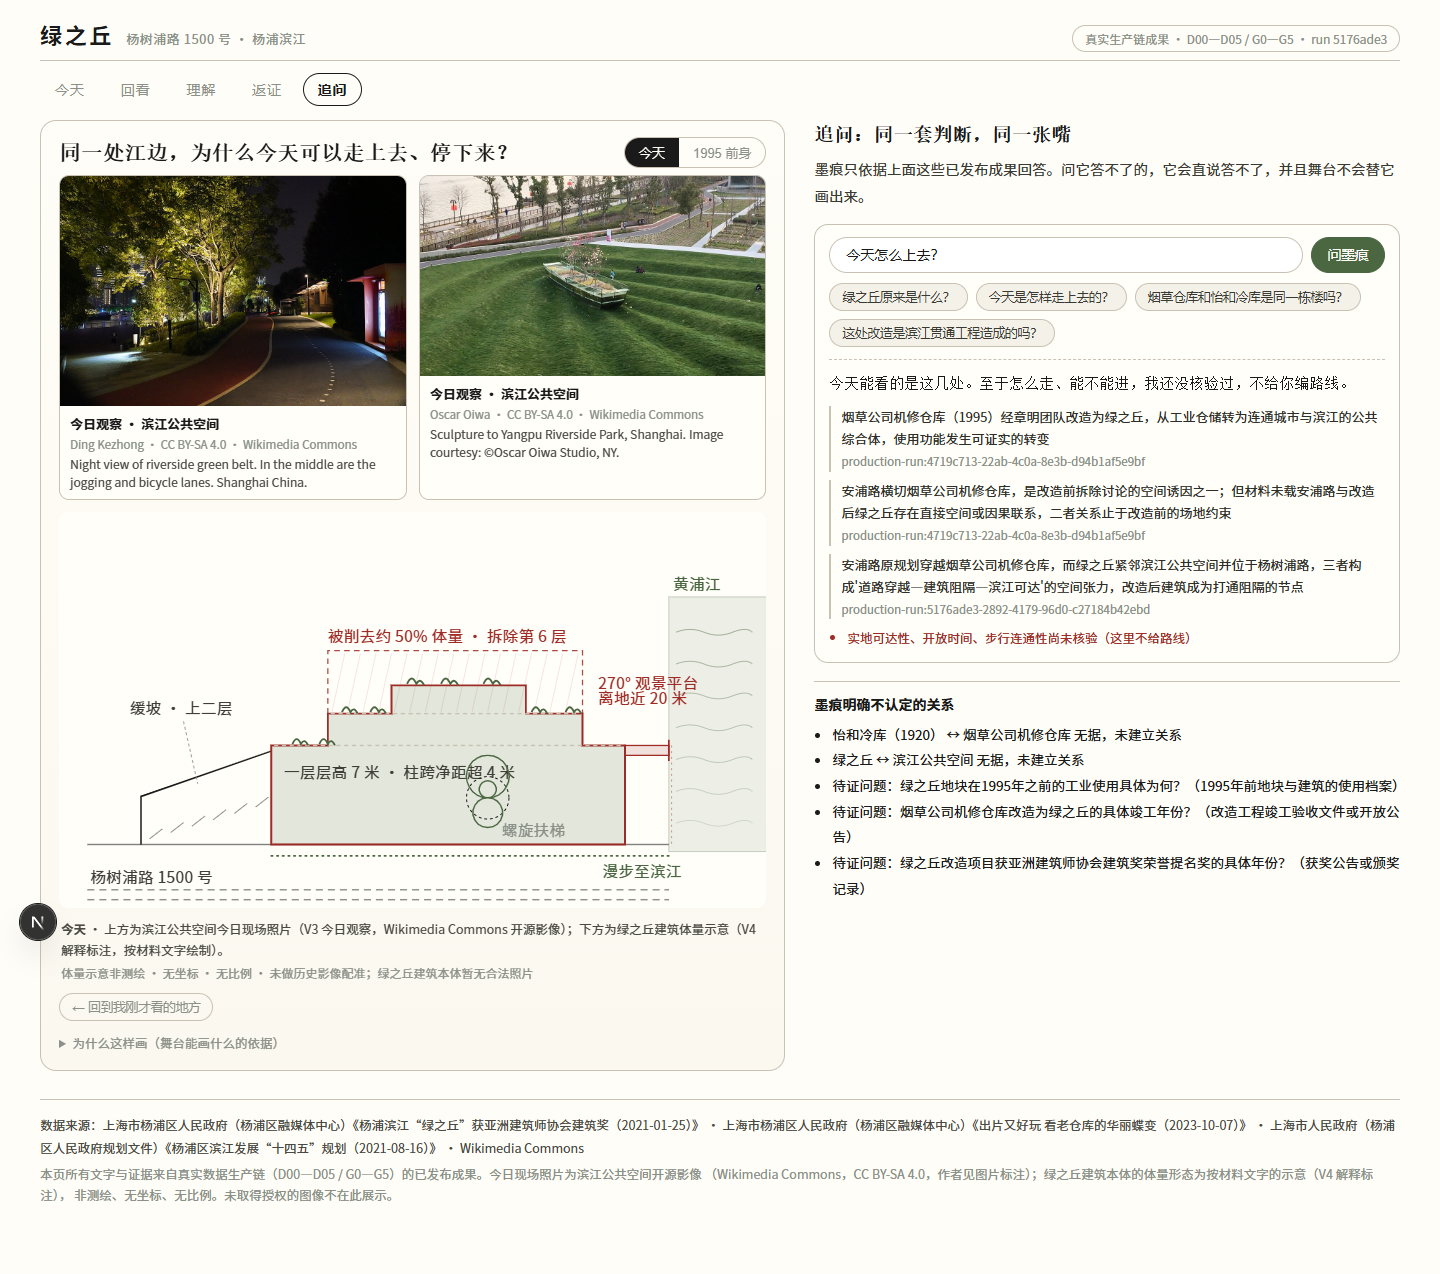 绿之丘
杨树浦路 1500 号 · 杨浦滨江
真实生产链成果 · D00—D05 / G0—G5 · run 5176ade3
今天
回看
理解
返证
追问
同一处江边，为什么今天可以走上去、停下来？
今天
1995 前身
今日观察 · 滨江公共空间
Ding Kezhong · CC BY-SA 4.0 · Wikimedia Commons
Night view of riverside green belt. In the middle are the
jogging and bicycle lanes. Shanghai China.
今日观察 · 滨江公共空间
Oscar Oiwa · CC BY-SA 4.0 · Wikimedia Commons
Sculpture to Yangpu Riverside Park, Shanghai. Image
courtesy: ©Oscar Oiwa Studio, NY.
黄浦江
被削去约 50% 体量 · 拆除第 6 层
270° 观景平台
离地近 20 米
缓坡 · 上二层
一层层高 7 米 · 柱跨净距超 4 米
螺旋扶梯
漫步至滨江
杨树浦路 1500 号
N
今天 · 上方为滨江公共空间今日现场照片（V3 今日观察，Wikimedia Commons 开源影像）；下方为绿之丘建筑体量示意（V4
解释标注，按材料文字绘制）。
体量示意非测绘 · 无坐标 · 无比例 · 未做历史影像配准；绿之丘建筑本体暂无合法照片
← 回到我刚才看的地方
▶ 为什么这样画（舞台能画什么的依据）
追问：同一套判断，同一张嘴
墨痕只依据上面这些已发布成果回答。问它答不了的，它会直说答不了，并且舞台不会替它
画出来。
今天怎么上去？
问墨痕
绿之丘原来是什么？
今天是怎样走上去的？
烟草仓库和怡和冷库是同一栋楼吗？
这处改造是滨江贯通工程造成的吗？
今天能看的是这几处。至于怎么走、能不能进，我还没核验过，不给你编路线。
烟草公司机修仓库（1995）经章明团队改造为绿之丘，从工业仓储转为连通城市与滨江的公共
综合体，使用功能发生可证实的转变
production-run:4719c713-22ab-4c0a-8e3b-d94b1af5e9bf
安浦路横切烟草公司机修仓库，是改造前拆除讨论的空间诱因之一；但材料未载安浦路与改造
后绿之丘存在直接空间或因果联系，二者关系止于改造前的场地约束
production-run:4719c713-22ab-4c0a-8e3b-d94b1af5e9bf
安浦路原规划穿越烟草公司机修仓库，而绿之丘紧邻滨江公共空间并位于杨树浦路，三者构
成'道路穿越—建筑阻隔—滨江可达'的空间张力，改造后建筑成为打通阻隔的节点
production-run:5176ade3-2892-4179-96d0-c27184b42ebd
• 实地可达性、开放时间、步行连通性尚未核验（这里不给路线）
墨痕明确不认定的关系
• 怡和冷库（1920） ↔ 烟草公司机修仓库 无据，未建立关系
• 绿之丘 ↔ 滨江公共空间 无据，未建立关系
• 待证问题：绿之丘地块在1995年之前的工业使用具体为何？（1995年前地块与建筑的使用档案）
• 待证问题：烟草公司机修仓库改造为绿之丘的具体竣工年份？（改造工程竣工验收文件或开放公
告）
• 待证问题：绿之丘改造项目获亚洲建筑师协会建筑奖荣誉提名奖的具体年份？（获奖公告或颁奖
记录）
数据来源：上海市杨浦区人民政府（杨浦区融媒体中心）《杨浦滨江“绿之丘”获亚洲建筑师协会建筑奖（2021-01-25）》 · 上海市杨浦区人民政府（杨浦区融媒体中心）《出片又好玩 看老仓库的华丽蝶变（2023-10-07）》 · 上海市人民政府（杨浦
区人民政府规划文件）《杨浦区滨江发展“十四五”规划（2021-08-16）》 · Wikimedia Commons
本页所有文字与证据来自真实数据生产链（D00—D05 / G0—G5）的已发布成果。今日现场照片为滨江公共空间开源影像 （Wikimedia Commons，CC BY-SA 4.0，作者见图片标注）；绿之丘建筑本体的体量形态为按材料文字的示意（V4 解释标
注），非测绘、无坐标、无比例。未取得授权的图像不在此展示。